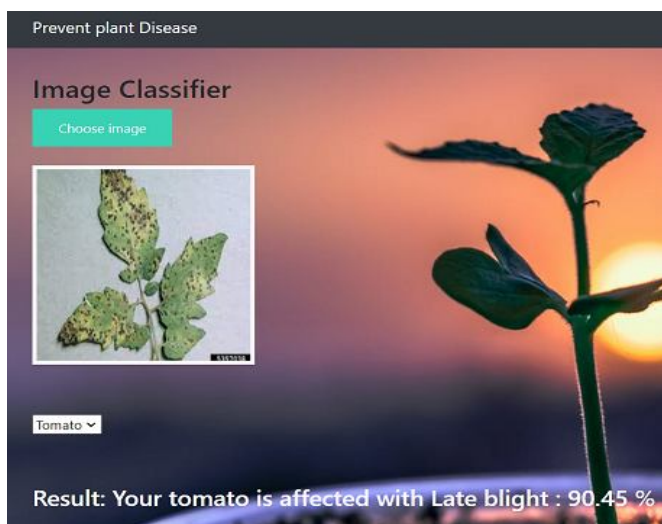 Prevent plant Disease
Image Classifier
Choose image
Tomato
Result: Your tomato is affected with Late blight : 90.45 %